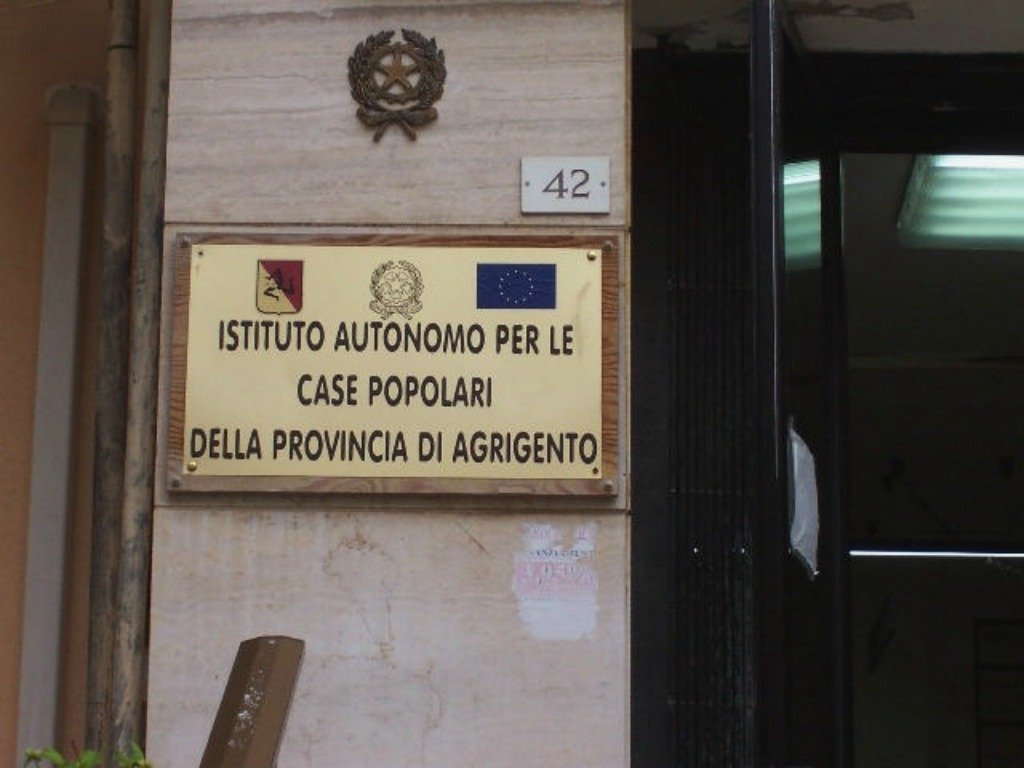 42
ISTITUTO AUTONOMO PER LE
CASE POPOLARI
DELLA PROVINCIA DI AGRIGENTO